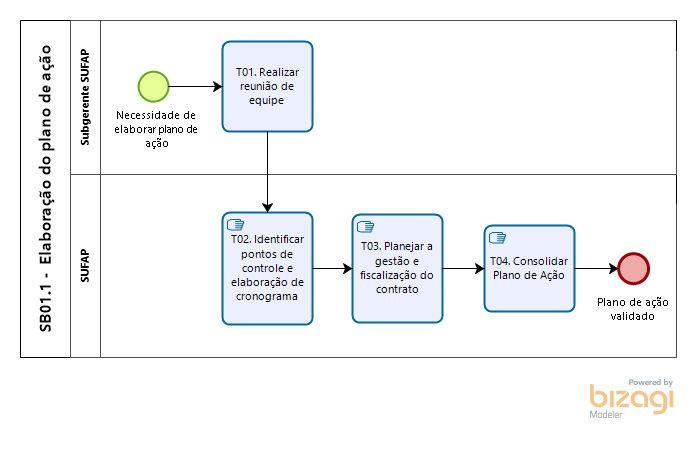 SB01.1 - Elaboração do plano de ação
Subgerente SUFAP
Necessidade de
elaborar plano de
ação
T01. Realizar
reunião de
equipe
SUFAP
T02. Identificar
pontos de
controle e
elaboração de
cronograma
T03. Planejar a
gestão e
fiscalização do
contrato
T04. Consolidar
Plano de Ação
Plano de ação
validado
Powered by
bizagi
Modeler